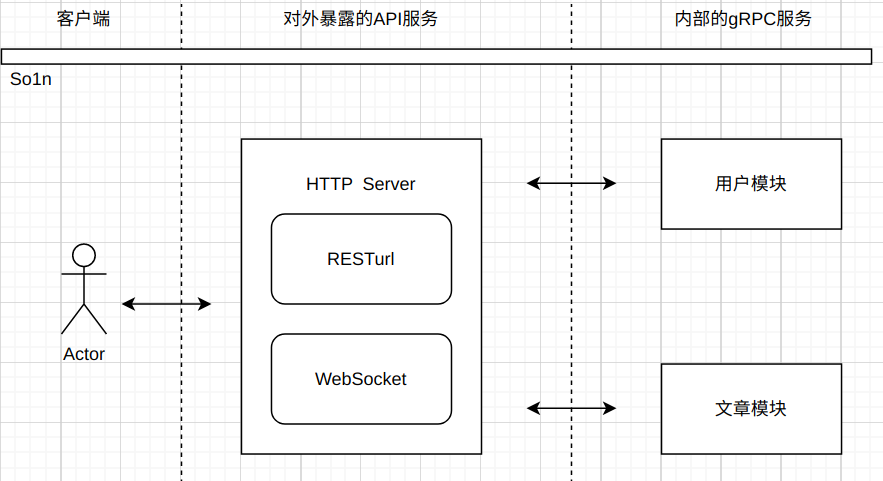 客户端
对外暴露的API服务
内部的gRPC服务
So1n
HTTP Server
用户模块
RESTurl
Actor
WebSocket
文章模块